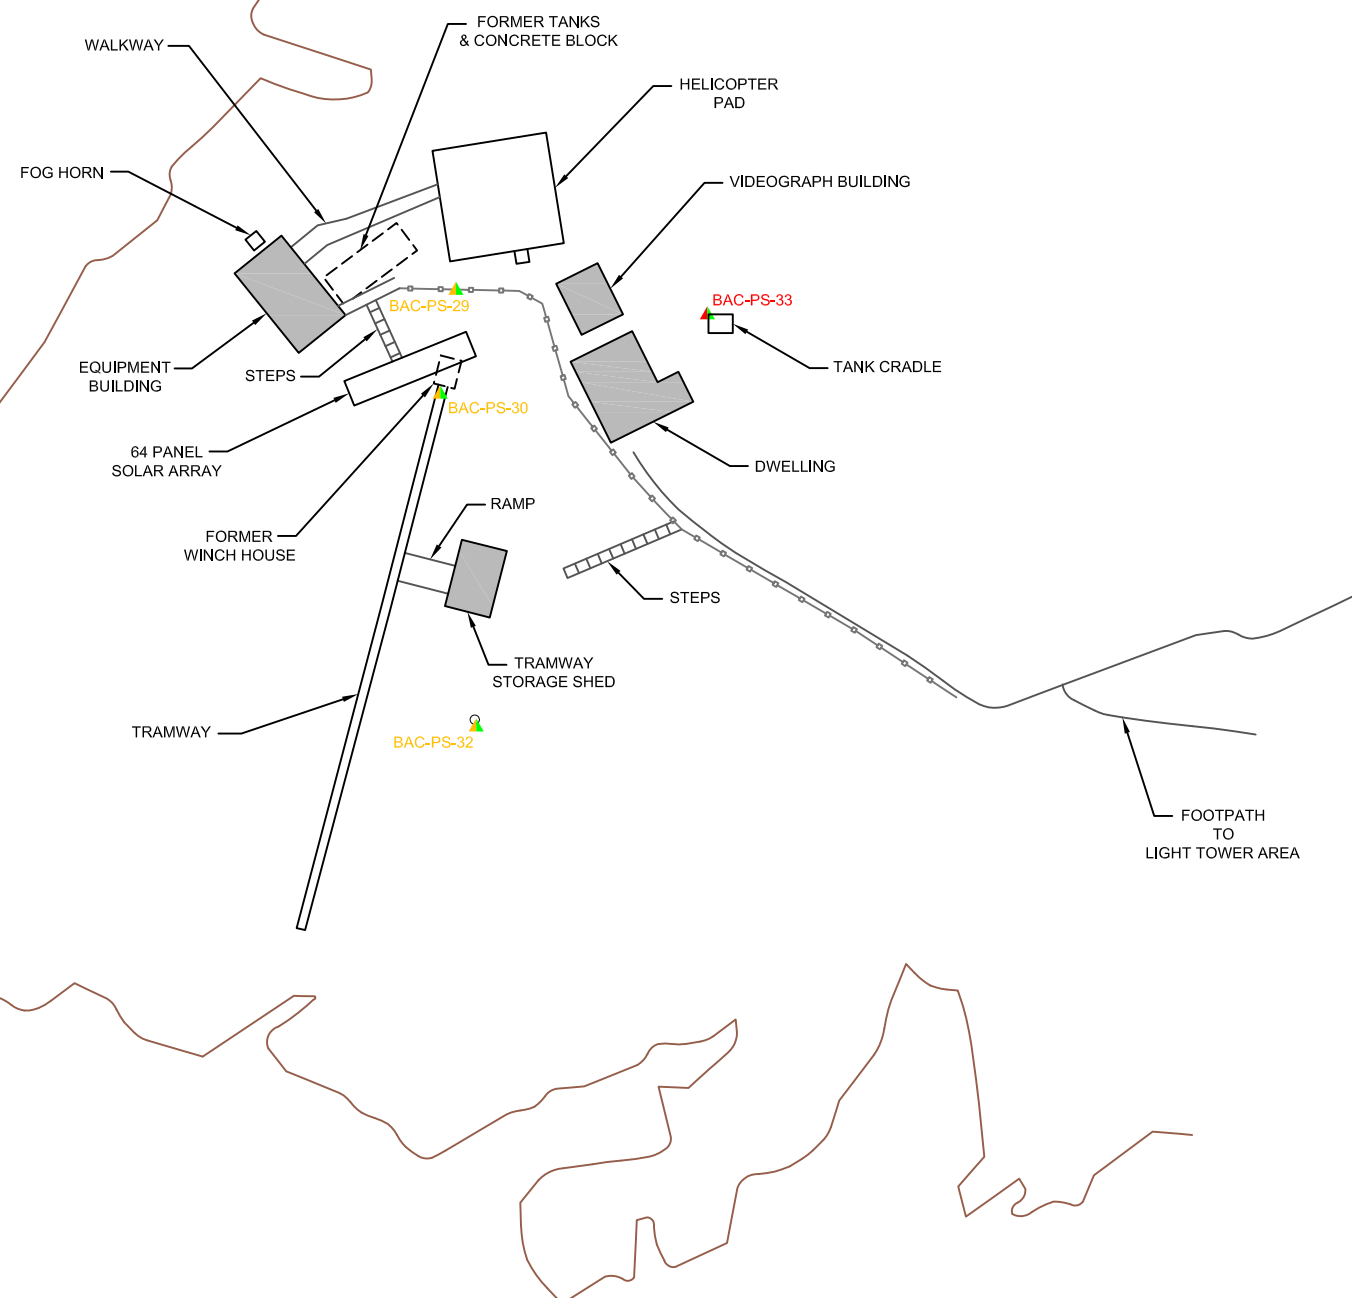 FORMER TANKS
& CONCRETE BLOCK
WALKWAY
HELICOPTER
PAD
FOG HORN
VIDEOGRAPH BUILDING
BAC-PS-29
BAC-PS-33
EQUIPMENT
BUILDING
STEPS
TANK CRADLE
BAC-PS-30
64 PANEL
SOLAR ARRAY
DWELLING
RAMP
FORMER
WINCH HOUSE
STEPS
TRAMWAY
STORAGE SHED
TRAMWAY
BAC-PS-32
FOOTPATH
TO
LIGHT TOWER AREA